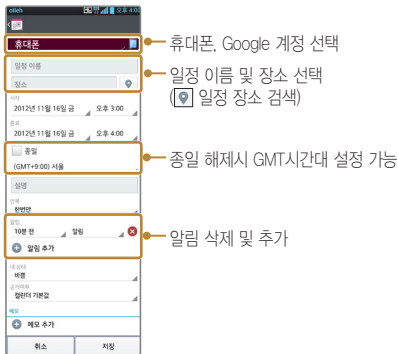 olleh 3G 오후 4:00
휴대폰
휴대폰, Google 계정 선택
일정 이름
장소
일정 이름 및 장소 선택
( 일정 장소 검색)
시작
2012년 11월 16일 금 오후 3:00
종료
2012년 11월 16일 금 오후 4:00
종일
(GMT+9:00) 서울
종일 해제시 GMT시간대 설정 가능
설명
반복
한번만
알림
10분 전 알림
알림 추가
알림 삭제 및 추가
내 상태
바쁨
공개여부
캘린더 기본값
메모
메모 추가
취소 저장